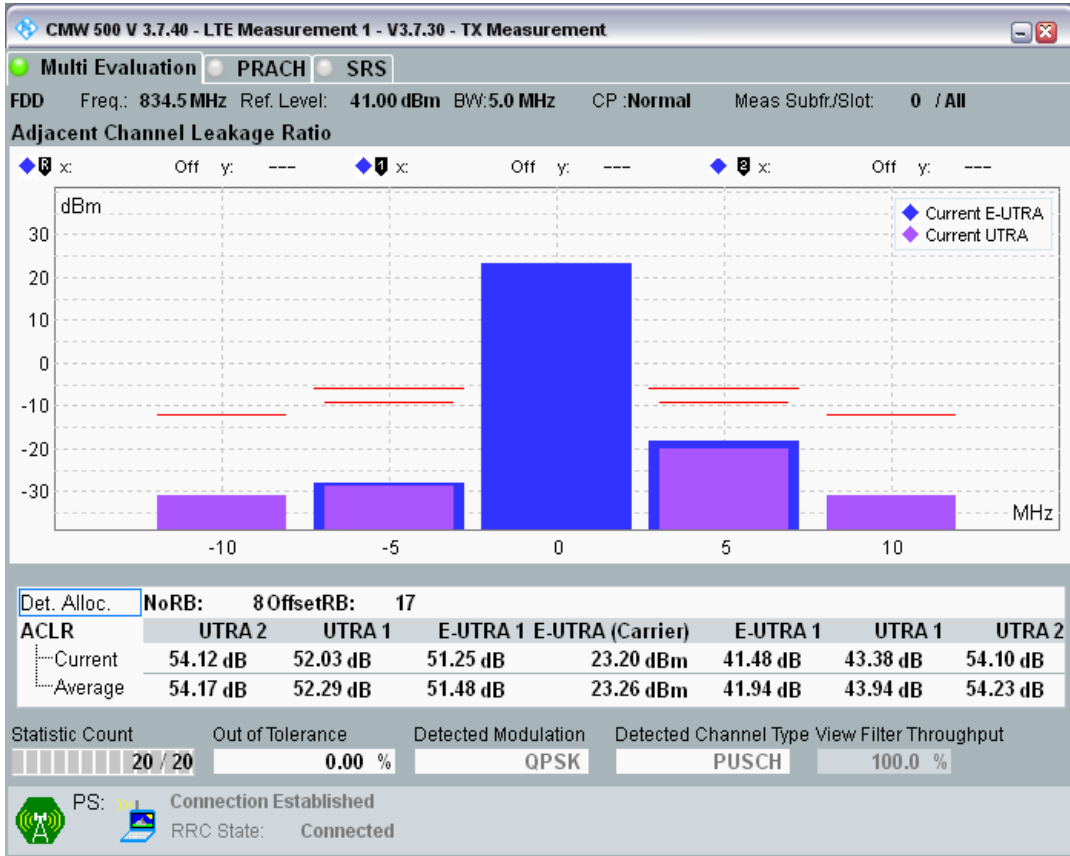 CMW 500 V 3.7.40 - LTE Measurement 1 - V3.7.30 - TX Measurement
Multi Evaluation PRACH SRS
FDD Freq.: 834.5 MHz Ref. Level: 41.00 dBm BW: 5.0 MHz CP :Normal Meas Subfr./Slot: 0 / All
Adjacent Channel Leakage Ratio
R x: Off y: --- 1 x: Off y: --- 2 x: Off y: ---
dBm
Current E-UTRA
Current UTRA
30
20
10
0
-10
-20
-30
MHz
-10 -5 0 5 10
Det. Alloc. NoRB: 8 OffsetRB: 17
ACLR UTRA 2 UTRA 1 E-UTRA 1 E-UTRA (Carrier) E-UTRA 1 UTRA 1 UTRA 2
Current 54.12 dB 52.03 dB 51.25 dB 23.20 dBm 41.48 dB 43.38 dB 54.10 dB
Average 54.17 dB 52.29 dB 51.48 dB 23.26 dBm 41.94 dB 43.94 dB 54.23 dB
Statistic Count Out of Tolerance Detected Modulation Detected Channel Type View Filter Throughput
20 / 20 0.00 % QPSK PUSCH 100.0 %
PS: Connection Established
RRC State: Connected